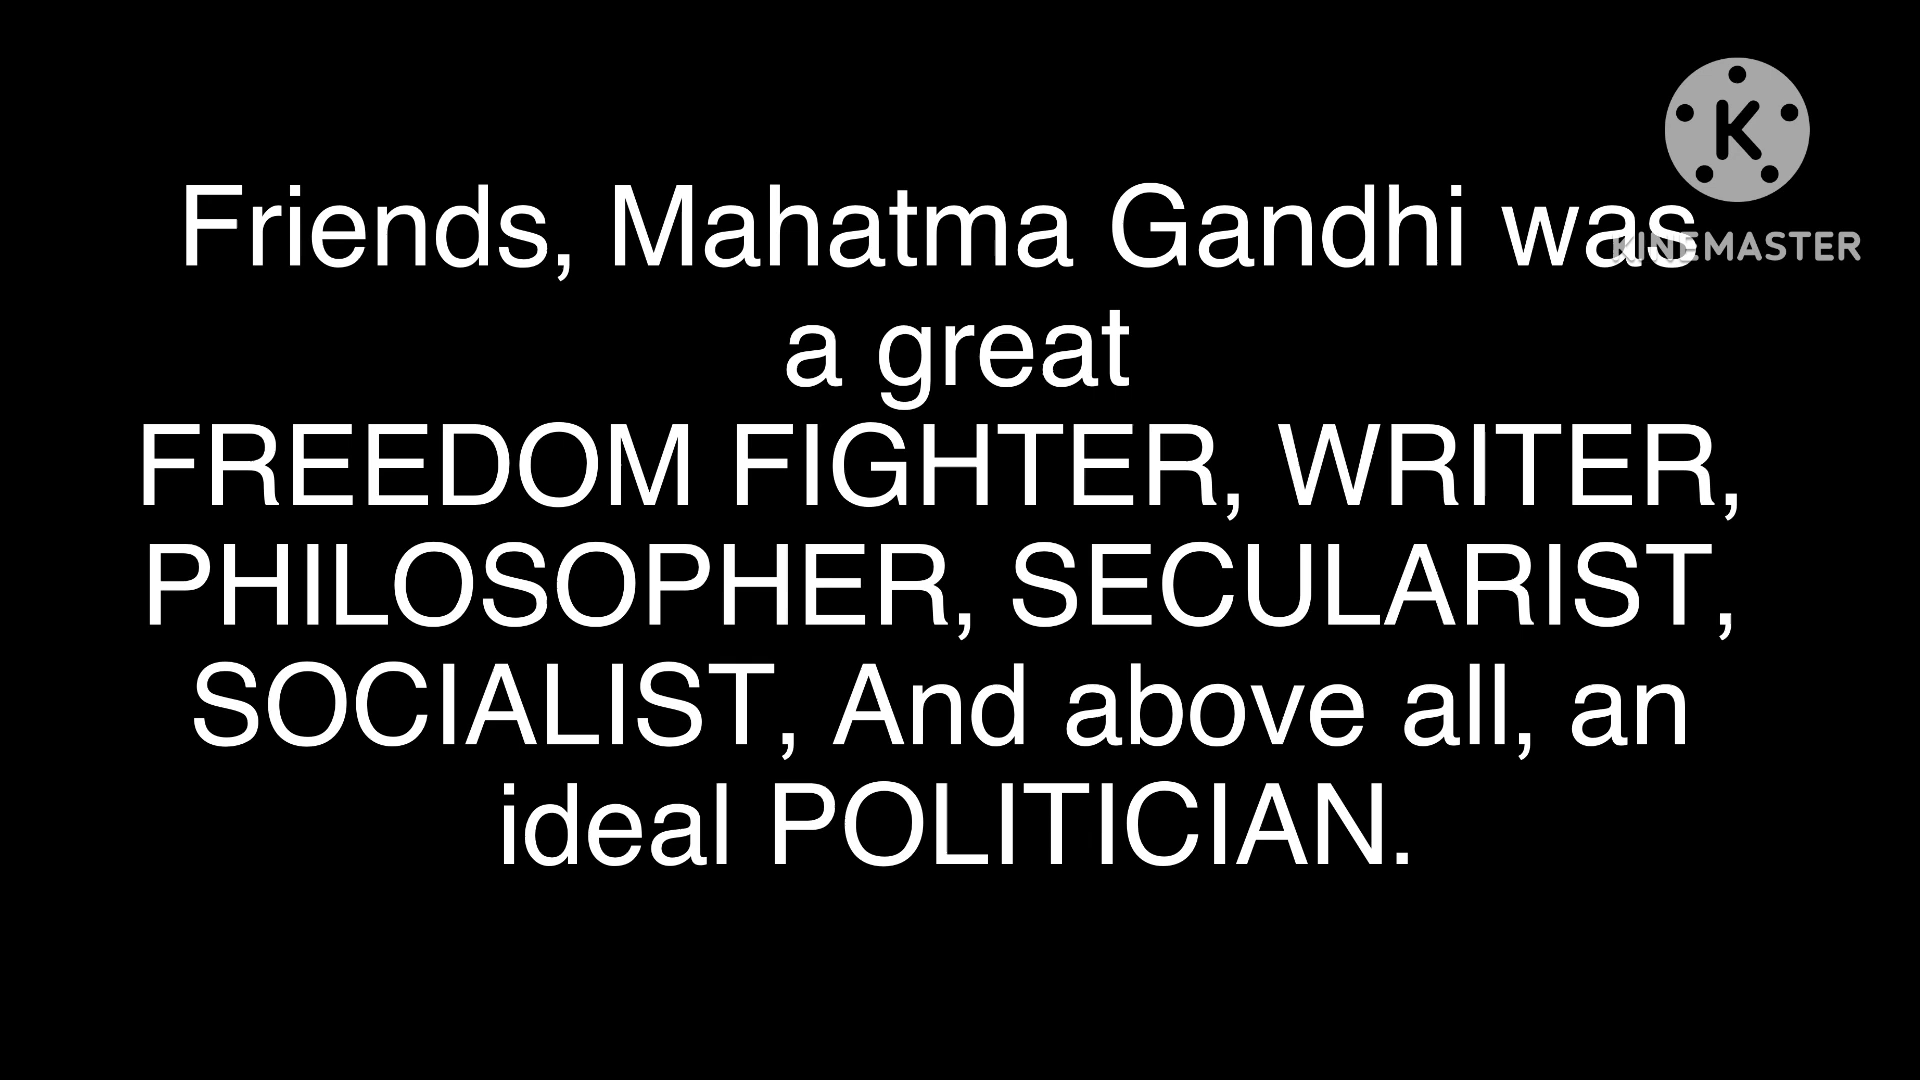 K
KINEMASTER
Friends, Mahatma Gandhi was
a great
FREEDOM FIGHTER, WRITER,
PHILOSOPHER, SECULARIST,
SOCIALIST, And above all, an
ideal POLITICIAN.